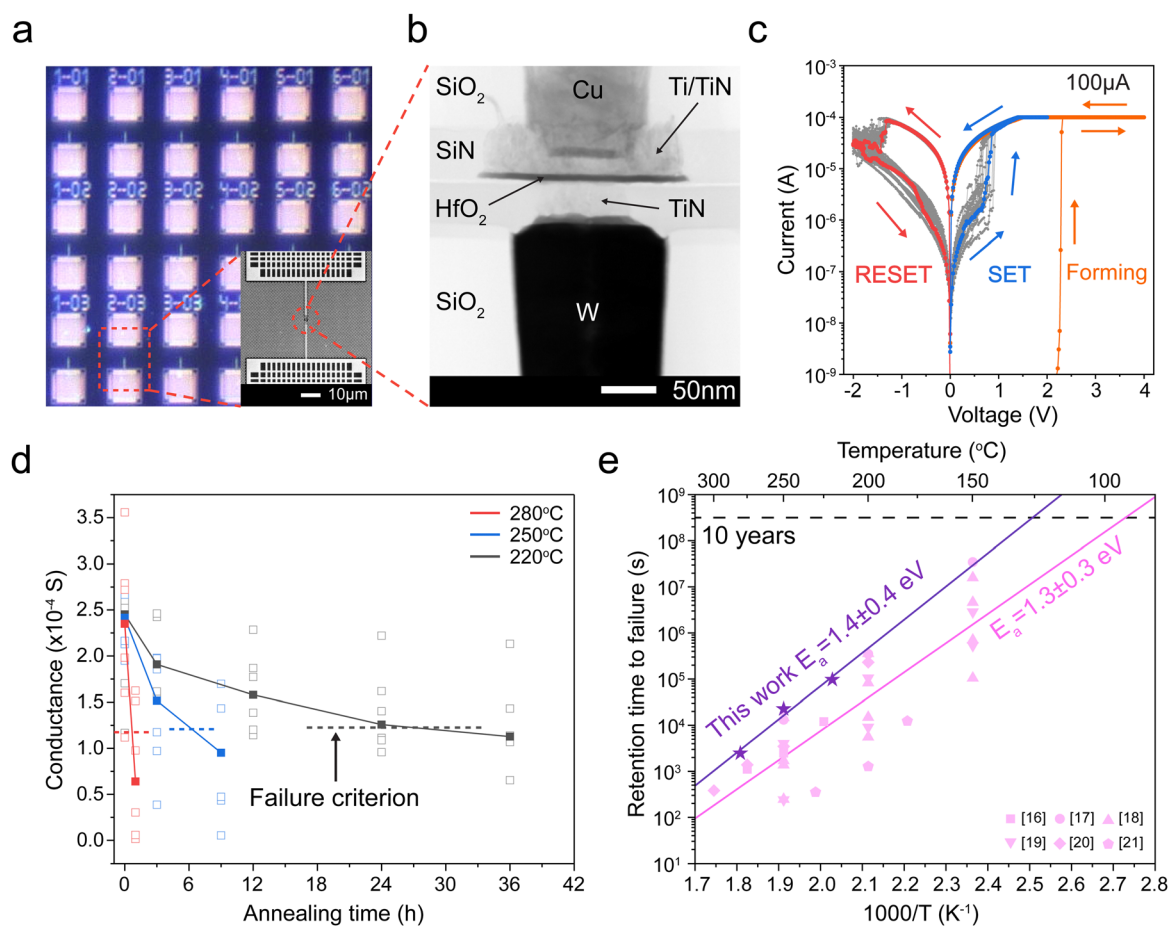 a
1-01 2-01 3-01 4-01 5-01 6-01
1-02 2-02 3-02 4-02 5-02 6-02
1-03 2-03 3-03
10µm
b
SiO2
Cu
Ti/TiN
SiN
HfO2
TiN
SiO2
W
50nm
c
100µA
RESET
SET
Forming
Current (A)
10-3
10-4
10-5
10-6
10-7
10-8
10-9
-2 -1 0 1 2 3 4
Voltage (V)
d
280oC
250oC
220oC
Failure criterion
Conductance (x10-4 S)
3.5
3.0
2.5
2.0
1.5
1.0
0.5
0.0
0 6 12 18 24 30 36 42
Annealing time (h)
e
Temperature (oC)
300 250 200 150 100
10 years
This work Ea=1.4±0.4 eV
Ea=1.3±0.3 eV
Retention time to failure (s)
109
108
107
106
105
104
103
102
101
[16] [17] [18]
[19] [20] [21]
1.7 1.8 1.9 2.0 2.1 2.2 2.3 2.4 2.5 2.6 2.7 2.8
1000/T (K-1)